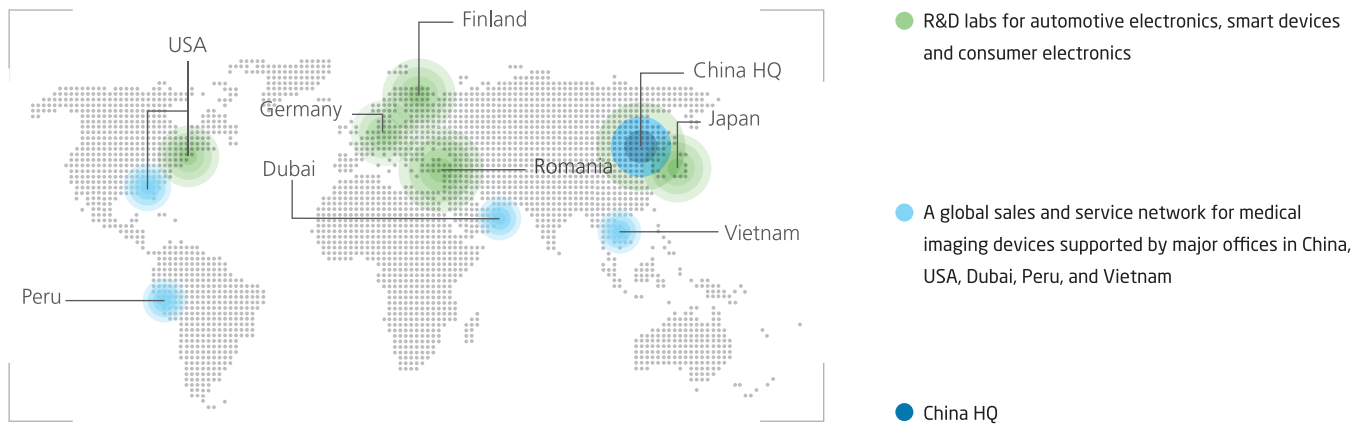 Finland
USA
China HQ
Germany
Japan
Dubai
Romania
Vietnam
Peru
R&D labs for automotive electronics, smart devices
and consumer electronics
A global sales and service network for medical
imaging devices supported by major offices in China,
USA, Dubai, Peru, and Vietnam
China HQ